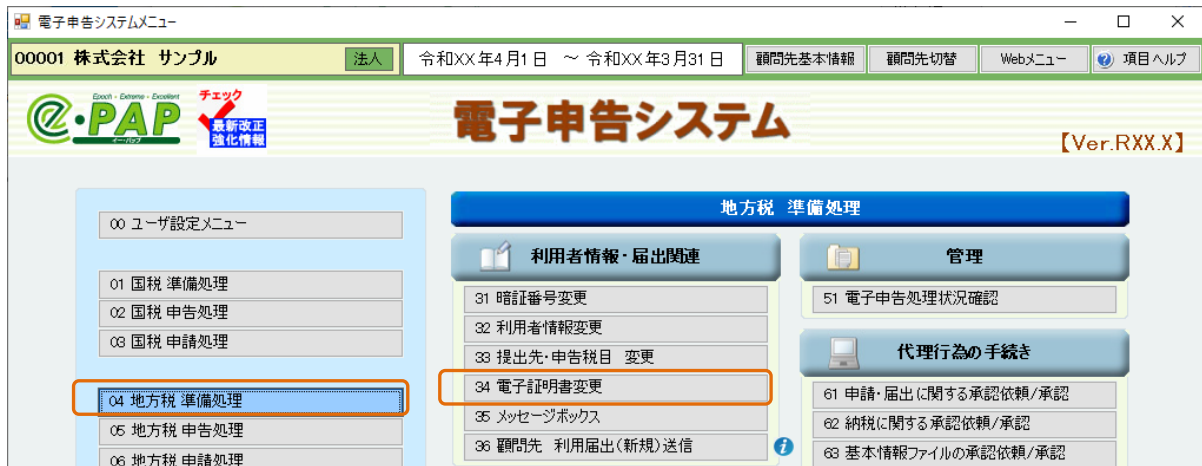 電子申告システムメニュー
00001 株式会社 サンプル 法人 令和XX年4月1日 ～ 令和XX年3月31日 顧問先基本情報 顧問先切替 Webメニュー 項目ヘルプ
Epoch・Extreme・Excellent
e・PAP
イー・パップ
チェック
最新改正
強化情報
電子申告システム
【Ver.RXX.X】
00 ユーザ設定メニュー
01 国税 準備処理
02 国税 申告処理
03 国税 申請処理
04 地方税 準備処理
05 地方税 申告処理
06 地方税 申請処理
地方税 準備処理
利用者情報・届出関連
31 暗証番号変更
32 利用者情報変更
33 提出先・申告税目 変更
34 電子証明書変更
35 メッセージボックス
36 顧問先 利用届出(新規)送信
管理
51 電子申告処理状況確認
代理行為の手続き
61 申請・届出に関する承認依頼/承認
62 納税に関する承認依頼/承認
63 基本情報ファイルの承認依頼/承認